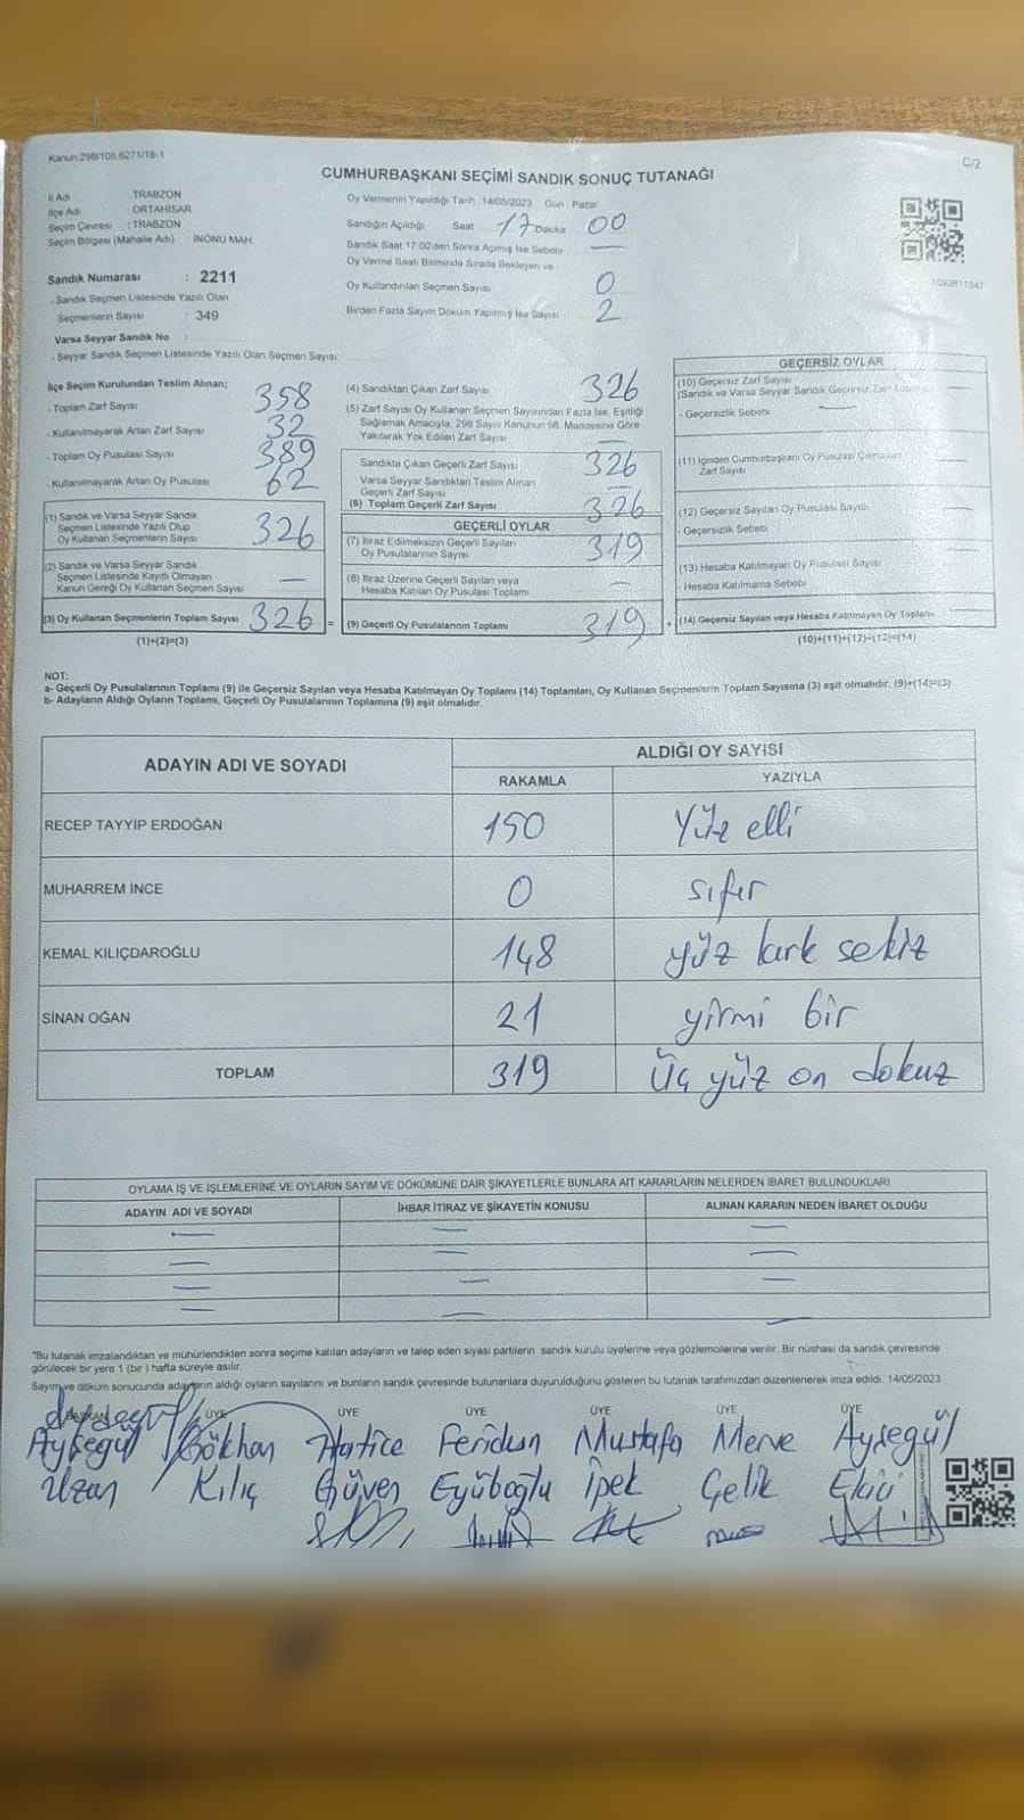 Kanun:298/105,6271/18-1
C/2
CUMHURBAŞKANI SEÇİMİ SANDIK SONUÇ TUTANAĞI
İl Adı : TRABZON
İlçe Adı : ORTAHİSAR
Seçim Çevresi : TRABZON
Seçim Bölgesi (Mahalle Adı) : İNÖNÜ MAH.
Sandık Numarası : 2211
- Sandık Seçmen Listesinde Yazılı Olan
Seçmenlerin Sayısı : 349
Varsa Seyyar Sandık No :
- Seyyar Sandık Seçmen Listesinde Yazılı Olan Seçmen Sayısı
Oy Vermenin Yapıldığı Tarih :14/05/2023 Gün : Pazar
Sandığın Açıldığı Saat 17 Dakika 00
Sandık Saat 17:00'den Sonra Açılmış İse Sebebi —
Oy Verme Saati Bitiminde Sırada Bekleyen ve
Oy Kullandırılan Seçmen Sayısı 0
Birden Fazla Sayım Döküm Yapılmış İse Sayısı 2
İlçe Seçim Kurulundan Teslim Alınan;
- Toplam Zarf Sayısı 358
- Kullanılmayarak Artan Zarf Sayısı 32
- Toplam Oy Pusulası Sayısı 389
- Kullanılmayarak Artan Oy Pusulası 62
(1) Sandık ve Varsa Seyyar Sandık
Seçmen Listesinde Yazılı Olup
Oy Kullanan Seçmenlerin Sayısı 326
(2) Sandık ve Varsa Seyyar Sandık
Seçmen Listesinde Kayıtlı Olmayan
Kanun Gereği Oy Kullanan Seçmen Sayısı —
(3) Oy Kullanan Seçmenlerin Toplam Sayısı 326 =
(1)+(2)=(3)
(4) Sandıktan Çıkan Zarf Sayısı 326
(5) Zarf Sayısı Oy Kullanan Seçmen Sayısından Fazla İse, Eşitliği
Sağlamak Amacıyla, 298 Sayılı Kanunun 98. Maddesine Göre
Yakılarak Yok Edilen Zarf Sayısı —
Sandıkta Çıkan Geçerli Zarf Sayısı 326
Varsa Seyyar Sandıktan Teslim Alınan
Geçerli Zarf Sayısı —
(6) Toplam Geçerli Zarf Sayısı 326
GEÇERLİ OYLAR
(7) İtiraz Edilmeksizin Geçerli Sayılan
Oy Pusulalarının Sayısı 319
(8) İtiraz Üzerine Geçerli Sayılan veya
Hesaba Katılan Oy Pusulası Toplamı —
(9) Geçerli Oy Pusulalarının Toplamı 319 +
GEÇERSİZ OYLAR
(10) Geçersiz Zarf Sayısı
- Geçersizlik Sebebi —
(11) İçinden Cumhurbaşkanı Oy Pusulası Çıkmayan
Zarf Sayısı —
(12) Geçersiz Sayılan Oy Pusulası Sayısı —
- Geçersizlik Sebebi
(13) Hesaba Katılmayan Oy Pusulası Sayısı —
- Hesaba Katılmama Sebebi
(14) Geçersiz Sayılan veya Hesaba Katılmayan Oy Toplamı —
(10)+(11)+(12)+(13)=(14)
NOT:
a- Geçerli Oy Pusulalarının Toplamı (9) ile Geçersiz Sayılan veya Hesaba Katılmayan Oy Toplamı (14) Toplamları, Oy Kullanan Seçmenlerin Toplam Sayısına (3) eşit olmalıdır. (9)+(14)=(3)
b- Adayların Aldığı Oyların Toplamı, Geçerli Oy Pusulalarının Toplamına (9) eşit olmalıdır.
ADAYIN ADI VE SOYADI
ALDIĞI OY SAYISI
RAKAMLA YAZIYLA
RECEP TAYYİP ERDOĞAN 150 Yüz elli
MUHARREM İNCE 0 sıfır
KEMAL KILIÇDAROĞLU 148 yüz kırk sekiz
SİNAN OĞAN 21 yirmi bir
TOPLAM 319 Üç yüz on dokuz
OYLAMA İŞ VE İŞLEMLERİNE VE OYLARIN SAYIM VE DÖKÜMÜNE DAİR ŞİKAYETLERLE BUNLARA AİT KARARLARIN NELERDEN İBARET BULUNDUKLARI
ADAYIN ADI VE SOYADI İHBAR,İTİRAZ VE ŞİKAYETİN KONUSU ALINAN KARARIN NEDEN İBARET OLDUĞU
— — —
— — —
— — —
— — —
"Bu tutanak imzalandıktan ve mühürlendikten sonra seçime katılan adayların ve talep eden siyasi partilerin sandık kurulu üyelerine veya gözlemcilerine verilir. Bir nüshası da sandık çevresinde
görülecek bir yere 1 (bir ) hafta süreyle asılır.
Sayım ve döküm sonucunda adayların aldığı oyların sayılarını ve bunların sandık çevresinde bulunanlara duyurulduğunu gösteren bu tutanak tarafımızdan düzenlenerek imza edildi. 14/05/2023
BAŞKAN ÜYE ÜYE ÜYE ÜYE ÜYE ÜYE
Ayşegül Gökhan Hatice Feridun Mustafa Merve Ayşegül
Uzan Kılıç Güven Eyüboğlu İpek Çelik Ekici